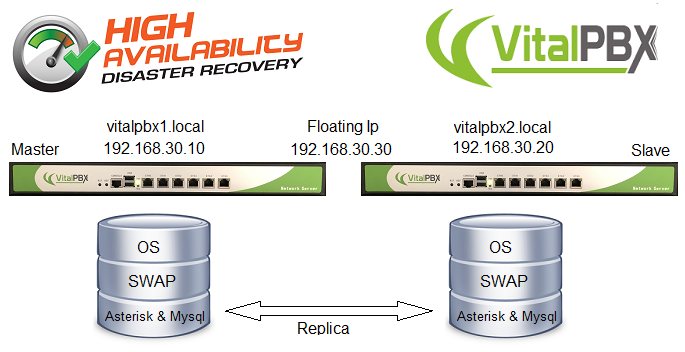 HIGH
AVAILABILITY
DISASTER RECOVERY
VitalPBX
vitalpbx1.local
Floating Ip
vitalpbx2.local
Master
192.168.30.10
192.168.30.30
192.168.30.20
Slave
VitalPBX
Network Server
VitalPBX
Network Server
OS
OS
SWAP
SWAP
Asterisk & Mysql
Asterisk & Mysql
Replica